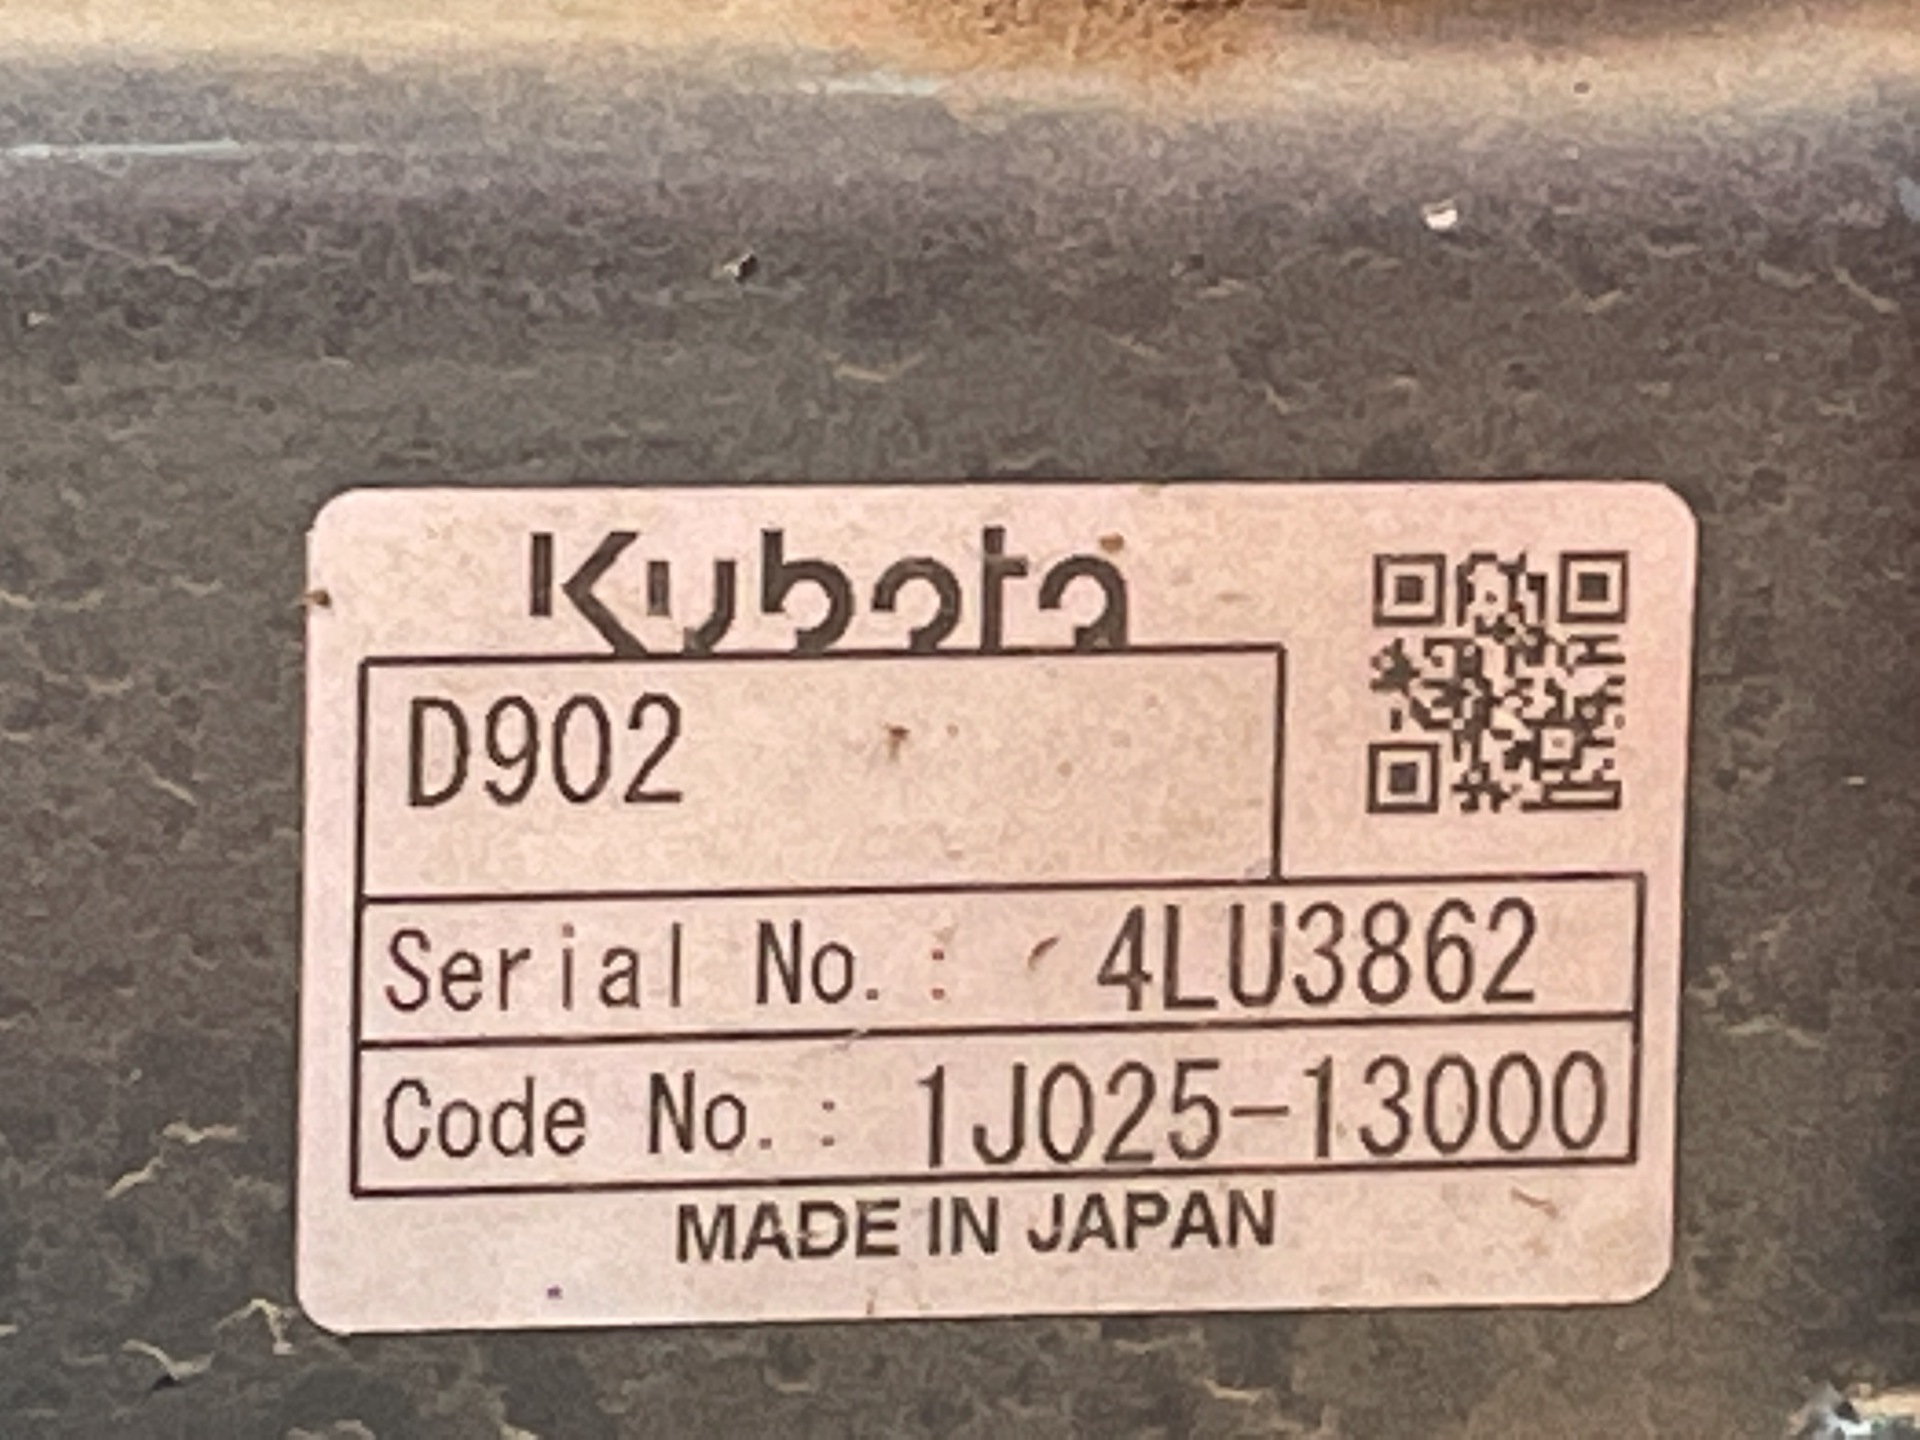 Kubota
D902
Serial No.: 4LU3862
Code No.: 1J025-13000
MADE IN JAPAN